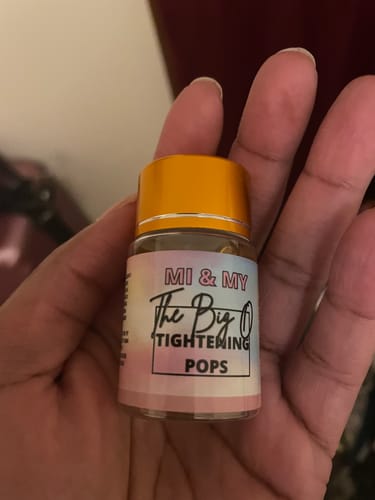 MI & MY
The Big O
TIGHTENING
POPS